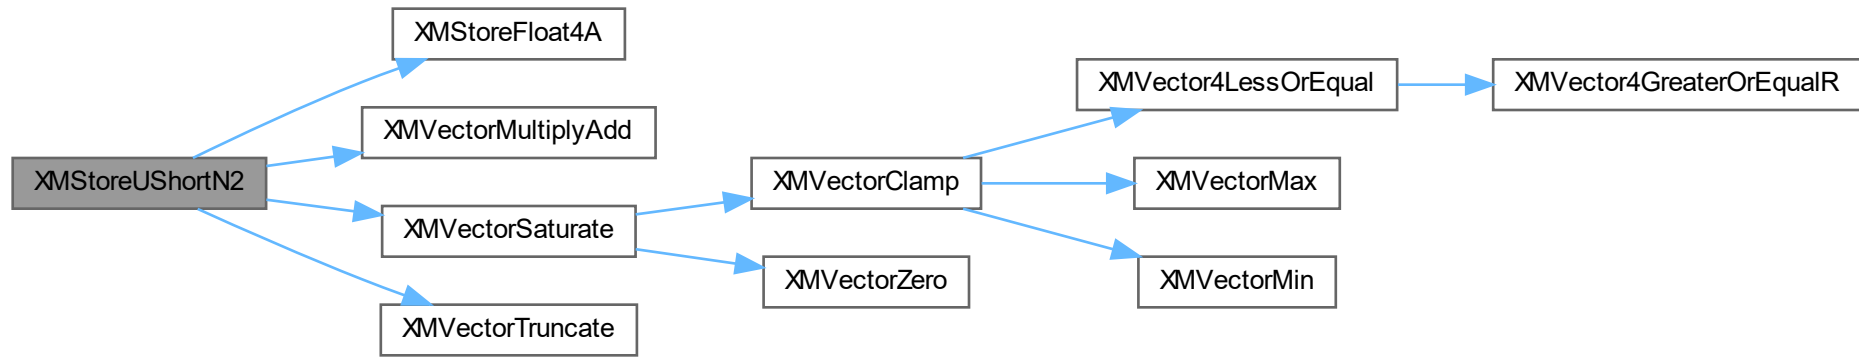 XMStoreUShortN2
XMStoreFloat4A
XMVectorMultiplyAdd
XMVectorSaturate
XMVectorTruncate
XMVectorClamp
XMVectorZero
XMVector4LessOrEqual
XMVectorMax
XMVectorMin
XMVector4GreaterOrEqualR